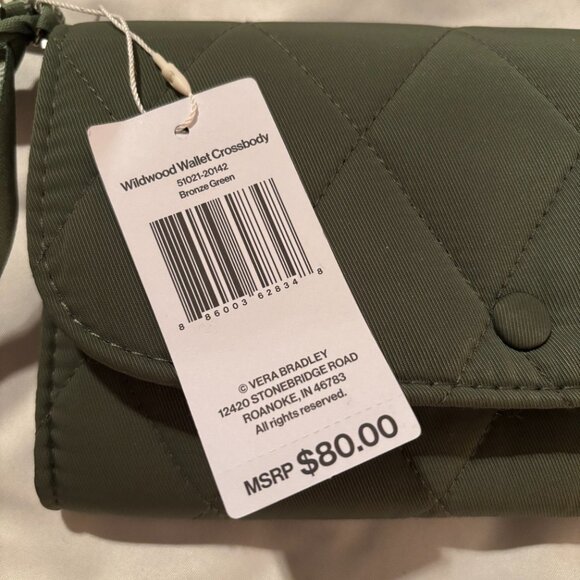 Wildwood Wallet Crossbody
51021-20142
Bronze Green
8 86003 62834 8
© VERA BRADLEY
12420 STONEBRIDGE ROAD
ROANOKE, IN 46783
All rights reserved.
MSRP $80.00